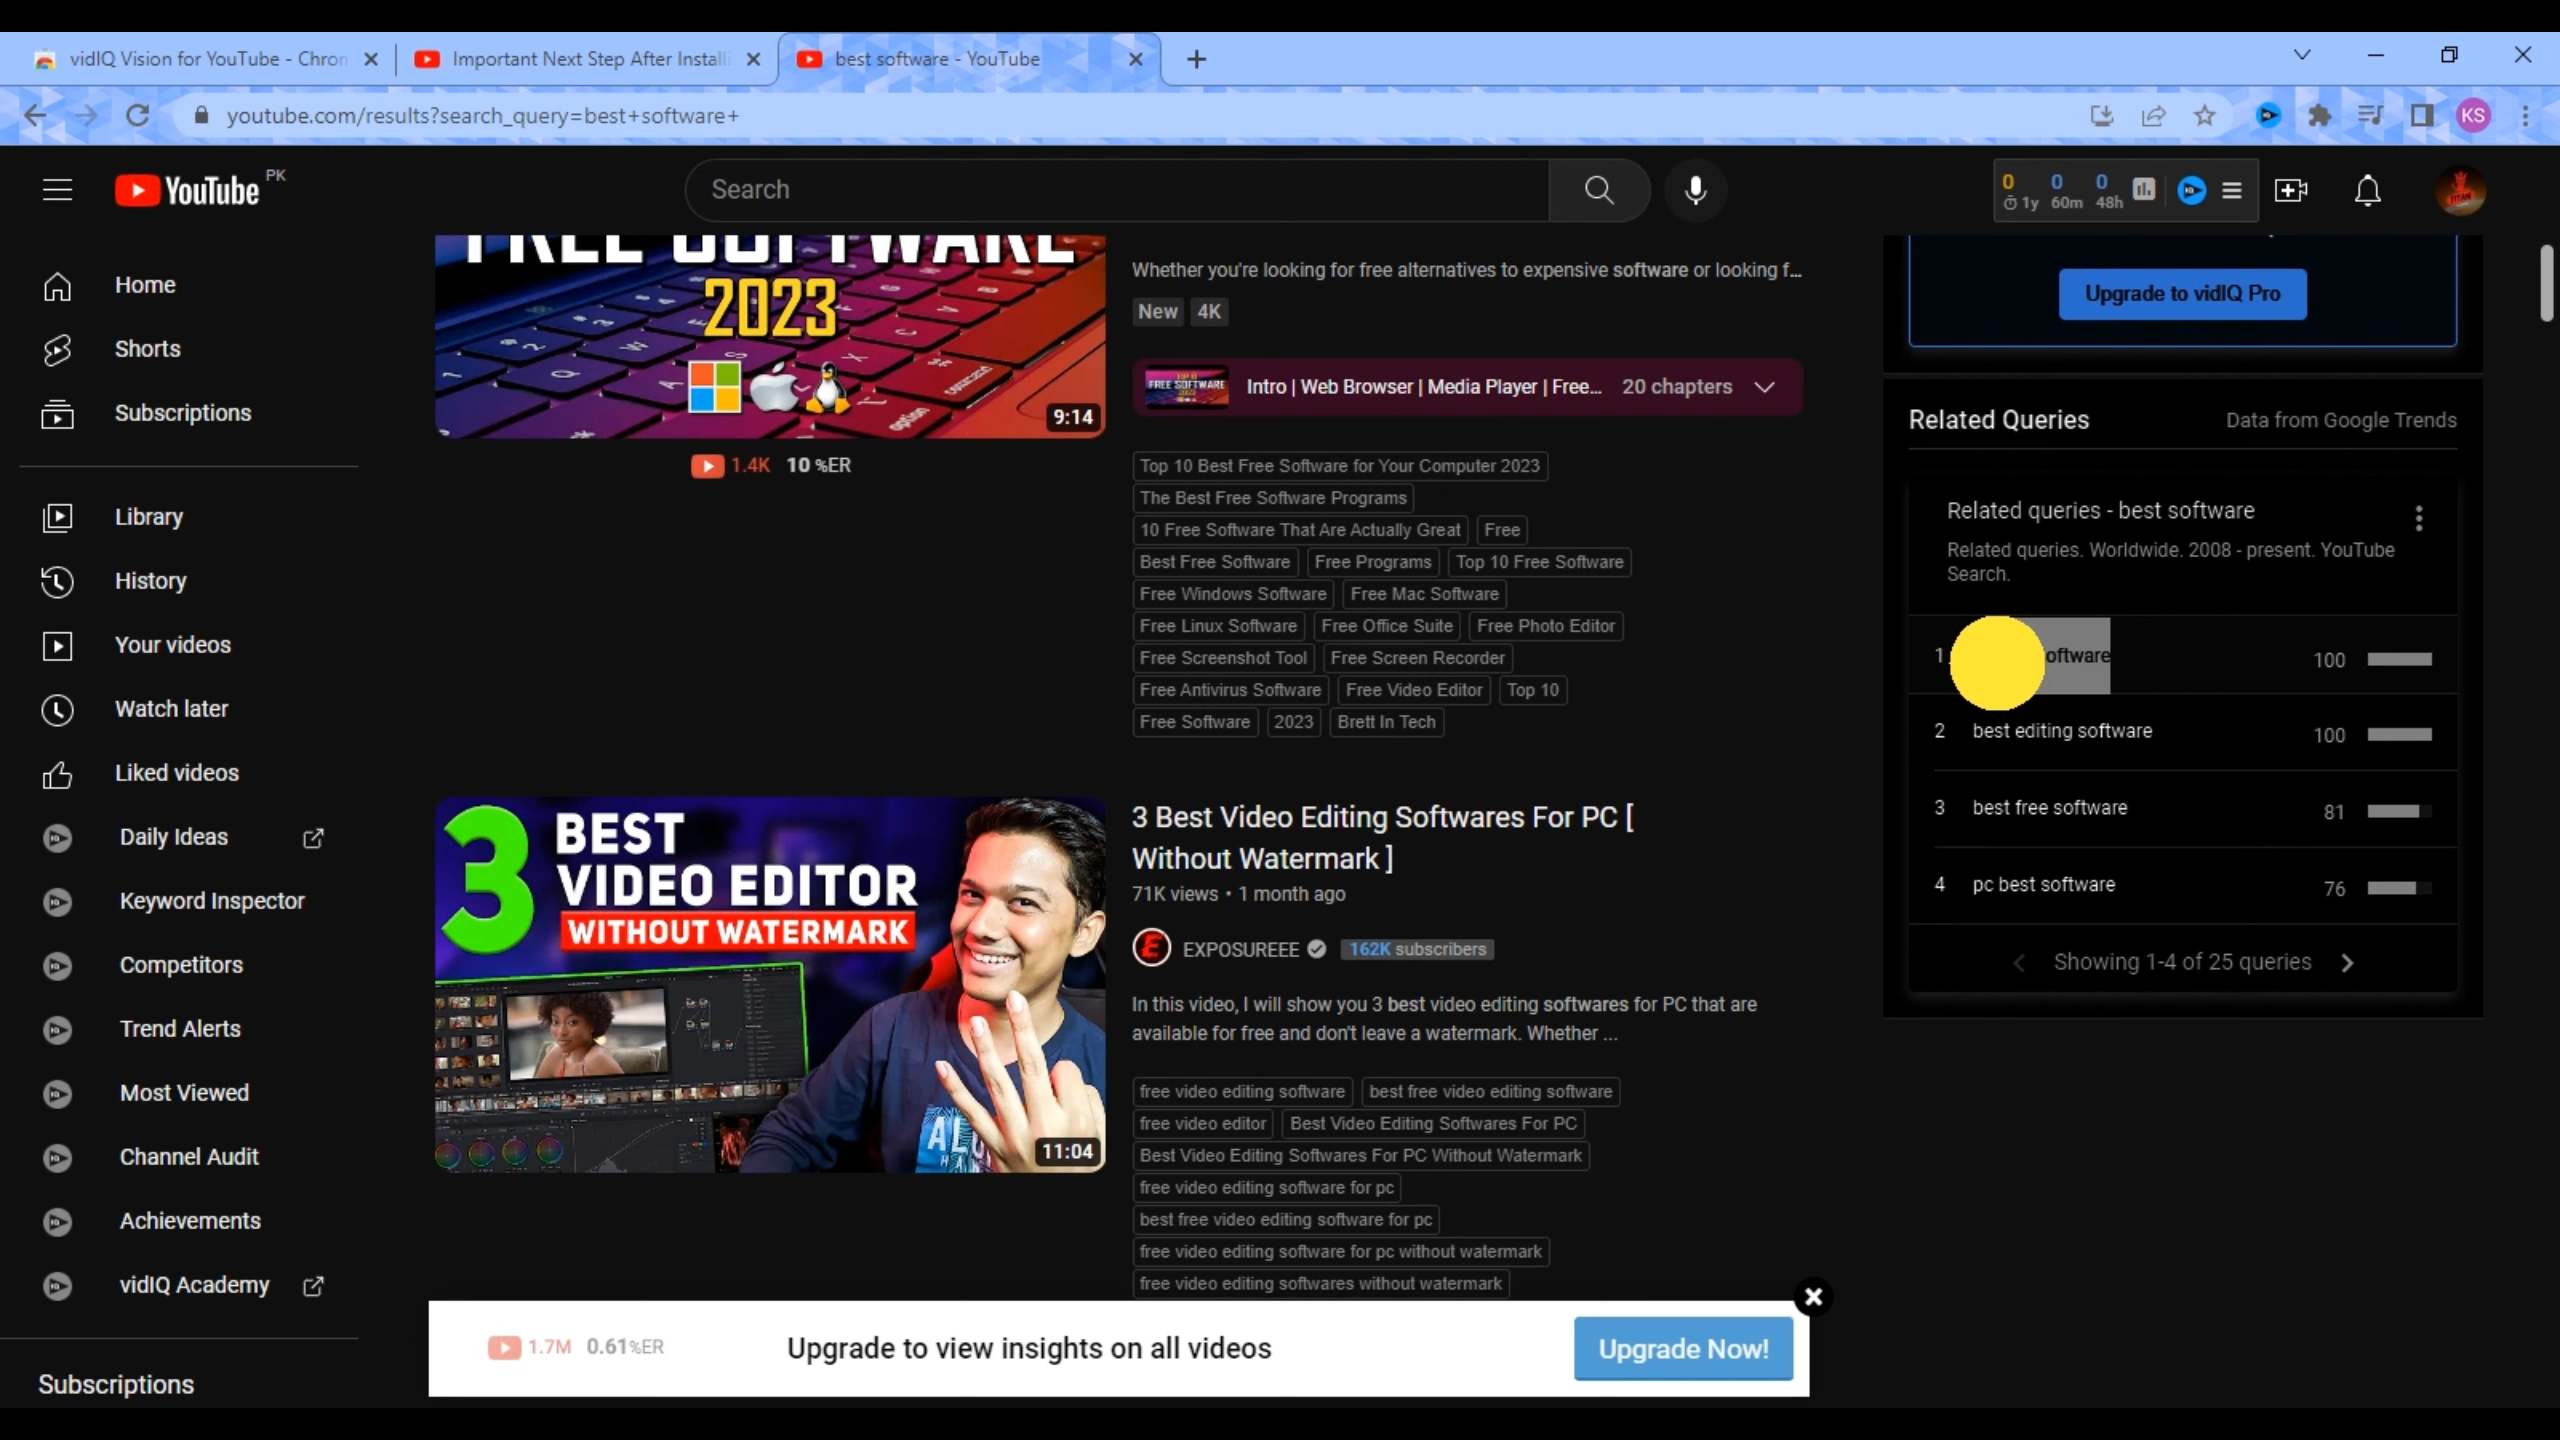 vidIQ Vision for YouTube - Chron
Important Next Step After Installi
best software - YouTube
youtube.com/results?search_query=best+software+
KS
YouTube PK
Search
0 0 0
1y 60m 48h
Home
Shorts
Subscriptions
Library
History
Your videos
Watch later
Liked videos
Daily Ideas
Keyword Inspector
Competitors
Trend Alerts
Most Viewed
Channel Audit
Achievements
vidIQ Academy
Subscriptions
FREE SOFTWARE
2023
9:14
1.4K 10 %ER
Whether you're looking for free alternatives to expensive software or looking f...
New 4K
FREE SOFTWARE
Intro | Web Browser | Media Player | Free... 20 chapters
Top 10 Best Free Software for Your Computer 2023
The Best Free Software Programs
10 Free Software That Are Actually Great Free
Best Free Software Free Programs Top 10 Free Software
Free Windows Software Free Mac Software
Free Linux Software Free Office Suite Free Photo Editor
Free Screenshot Tool Free Screen Recorder
Free Antivirus Software Free Video Editor Top 10
Free Software 2023 Brett In Tech
3 BEST
VIDEO EDITOR
WITHOUT WATERMARK
11:04
3 Best Video Editing Softwares For PC [
Without Watermark ]
71K views • 1 month ago
EXPOSUREEE 162K subscribers
In this video, I will show you 3 best video editing softwares for PC that are
available for free and don't leave a watermark. Whether ...
free video editing software best free video editing software
free video editor Best Video Editing Softwares For PC
Best Video Editing Softwares For PC Without Watermark
free video editing software for pc
best free video editing software for pc
free video editing software for pc without watermark
free video editing softwares without watermark
1.7M 0.61%ER Upgrade to view insights on all videos Upgrade Now!
Upgrade to vidIQ Pro
Related Queries Data from Google Trends
Related queries - best software
Related queries. Worldwide. 2008 - present. YouTube
Search.
1 oftware 100
2 best editing software 100
3 best free software 81
4 pc best software 76
Showing 1-4 of 25 queries